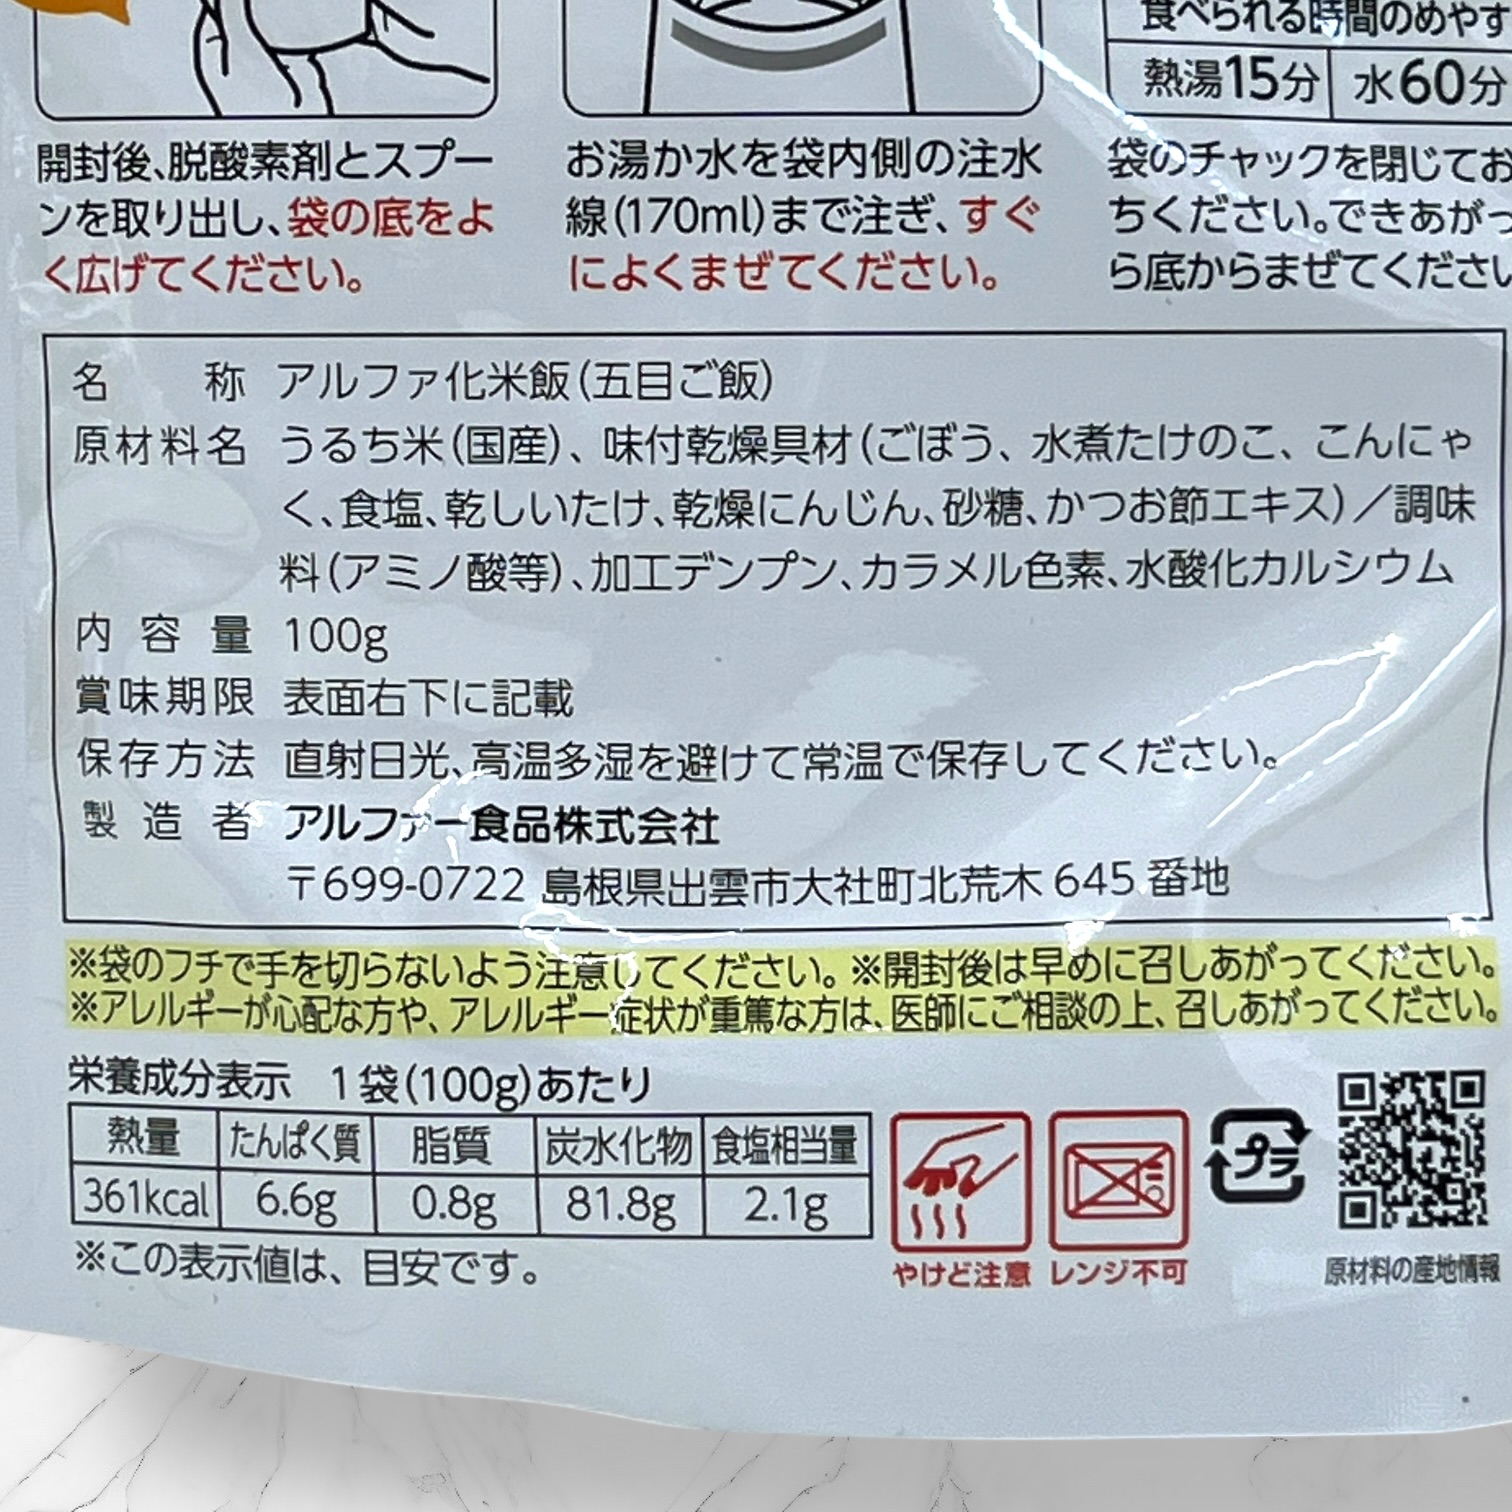 食べられる時間のめやす
熱湯15分 水60分
開封後、脱酸素剤とスプー
ンを取り出し、袋の底をよ
く広げてください。
お湯か水を袋内側の注水
線(170ml)まで注ぎ、すぐ
によくまぜてください。
袋のチャックを閉じてお
ちください。できあがっ
ら底からまぜてください
名称 アルファ化米飯(五目ご飯)
原材料名 うるち米(国産)、味付乾燥具材(ごぼう、水煮たけのこ、こんにゃ
く、食塩、乾しいたけ、乾燥にんじん、砂糖、かつお節エキス)/調味
料(アミノ酸等)、加工デンプン、カラメル色素、水酸化カルシウム
内容量 100g
賞味期限 表面右下に記載
保存方法 直射日光、高温多湿を避けて常温で保存してください。
製造者 アルファー食品株式会社
〒699-0722 島根県出雲市大社町北荒木645番地
※袋のフチで手を切らないよう注意してください。※開封後は早めに召しあがってください。
※アレルギーが心配な方や、アレルギー症状が重篤な方は、医師にご相談の上、召しあがってください。
栄養成分表示 1袋(100g)あたり
熱量 たんぱく質 脂質 炭水化物 食塩相当量
361kcal 6.6g 0.8g 81.8g 2.1g
※この表示値は、目安です。
やけど注意 レンジ不可
プラ
原材料の産地情報